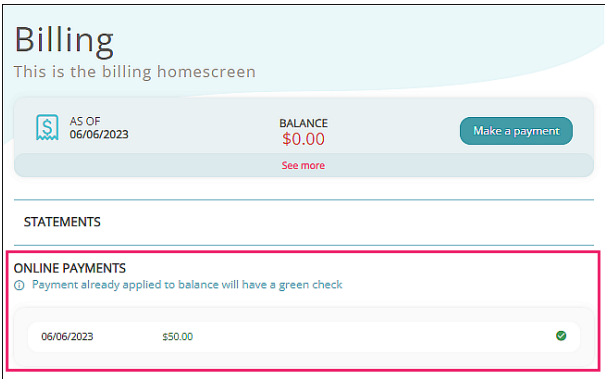 Billing
This is the billing homescreen
AS OF
06/06/2023
BALANCE
$0.00
Make a payment
See more
STATEMENTS
ONLINE PAYMENTS
Payment already applied to balance will have a green check
06/06/2023 $50.00